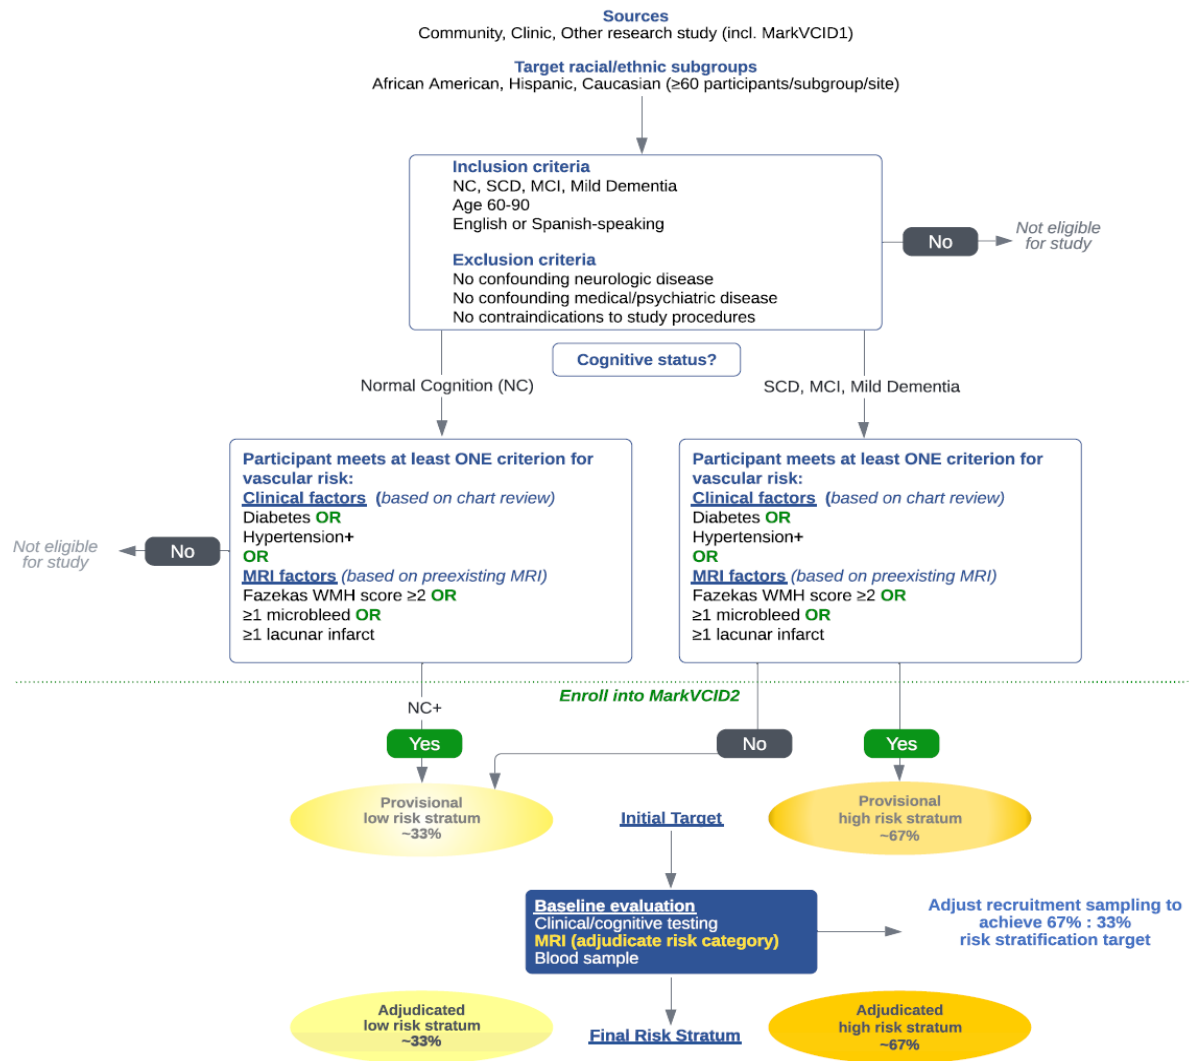 Sources
Community, Clinic, Other research study (incl. MarkVCID1)
Target racial/ethnic subgroups
African American, Hispanic, Caucasian (≥60 participants/subgroup/site)
Inclusion criteria
NC, SCD, MCI, Mild Dementia
Age 60-90
English or Spanish-speaking
Exclusion criteria
No confounding neurologic disease
No confounding medical/psychiatric disease
No contraindications to study procedures
No
Not eligible
for study
Cognitive status?
Normal Cognition (NC)
SCD, MCI, Mild Dementia
Participant meets at least ONE criterion for
vascular risk:
Clinical factors (based on chart review)
Diabetes OR
Hypertension+
OR
MRI factors (based on preexisting MRI)
Fazekas WMH score ≥2 OR
≥1 microbleed OR
≥1 lacunar infarct
No
Not eligible
for study
Participant meets at least ONE criterion for
vascular risk:
Clinical factors (based on chart review)
Diabetes OR
Hypertension+
OR
MRI factors (based on preexisting MRI)
Fazekas WMH score ≥2 OR
≥1 microbleed OR
≥1 lacunar infarct
Enroll into MarkVCID2
NC+
Yes
No
Yes
Provisional
low risk stratum
~33%
Initial Target
Provisional
high risk stratum
~67%
Baseline evaluation
Clinical/cognitive testing
MRI (adjudicate risk category)
Blood sample
Adjust recruitment sampling to
achieve 67% : 33%
risk stratification target
Adjudicated
low risk stratum
~33%
Final Risk Stratum
Adjudicated
high risk stratum
~67%